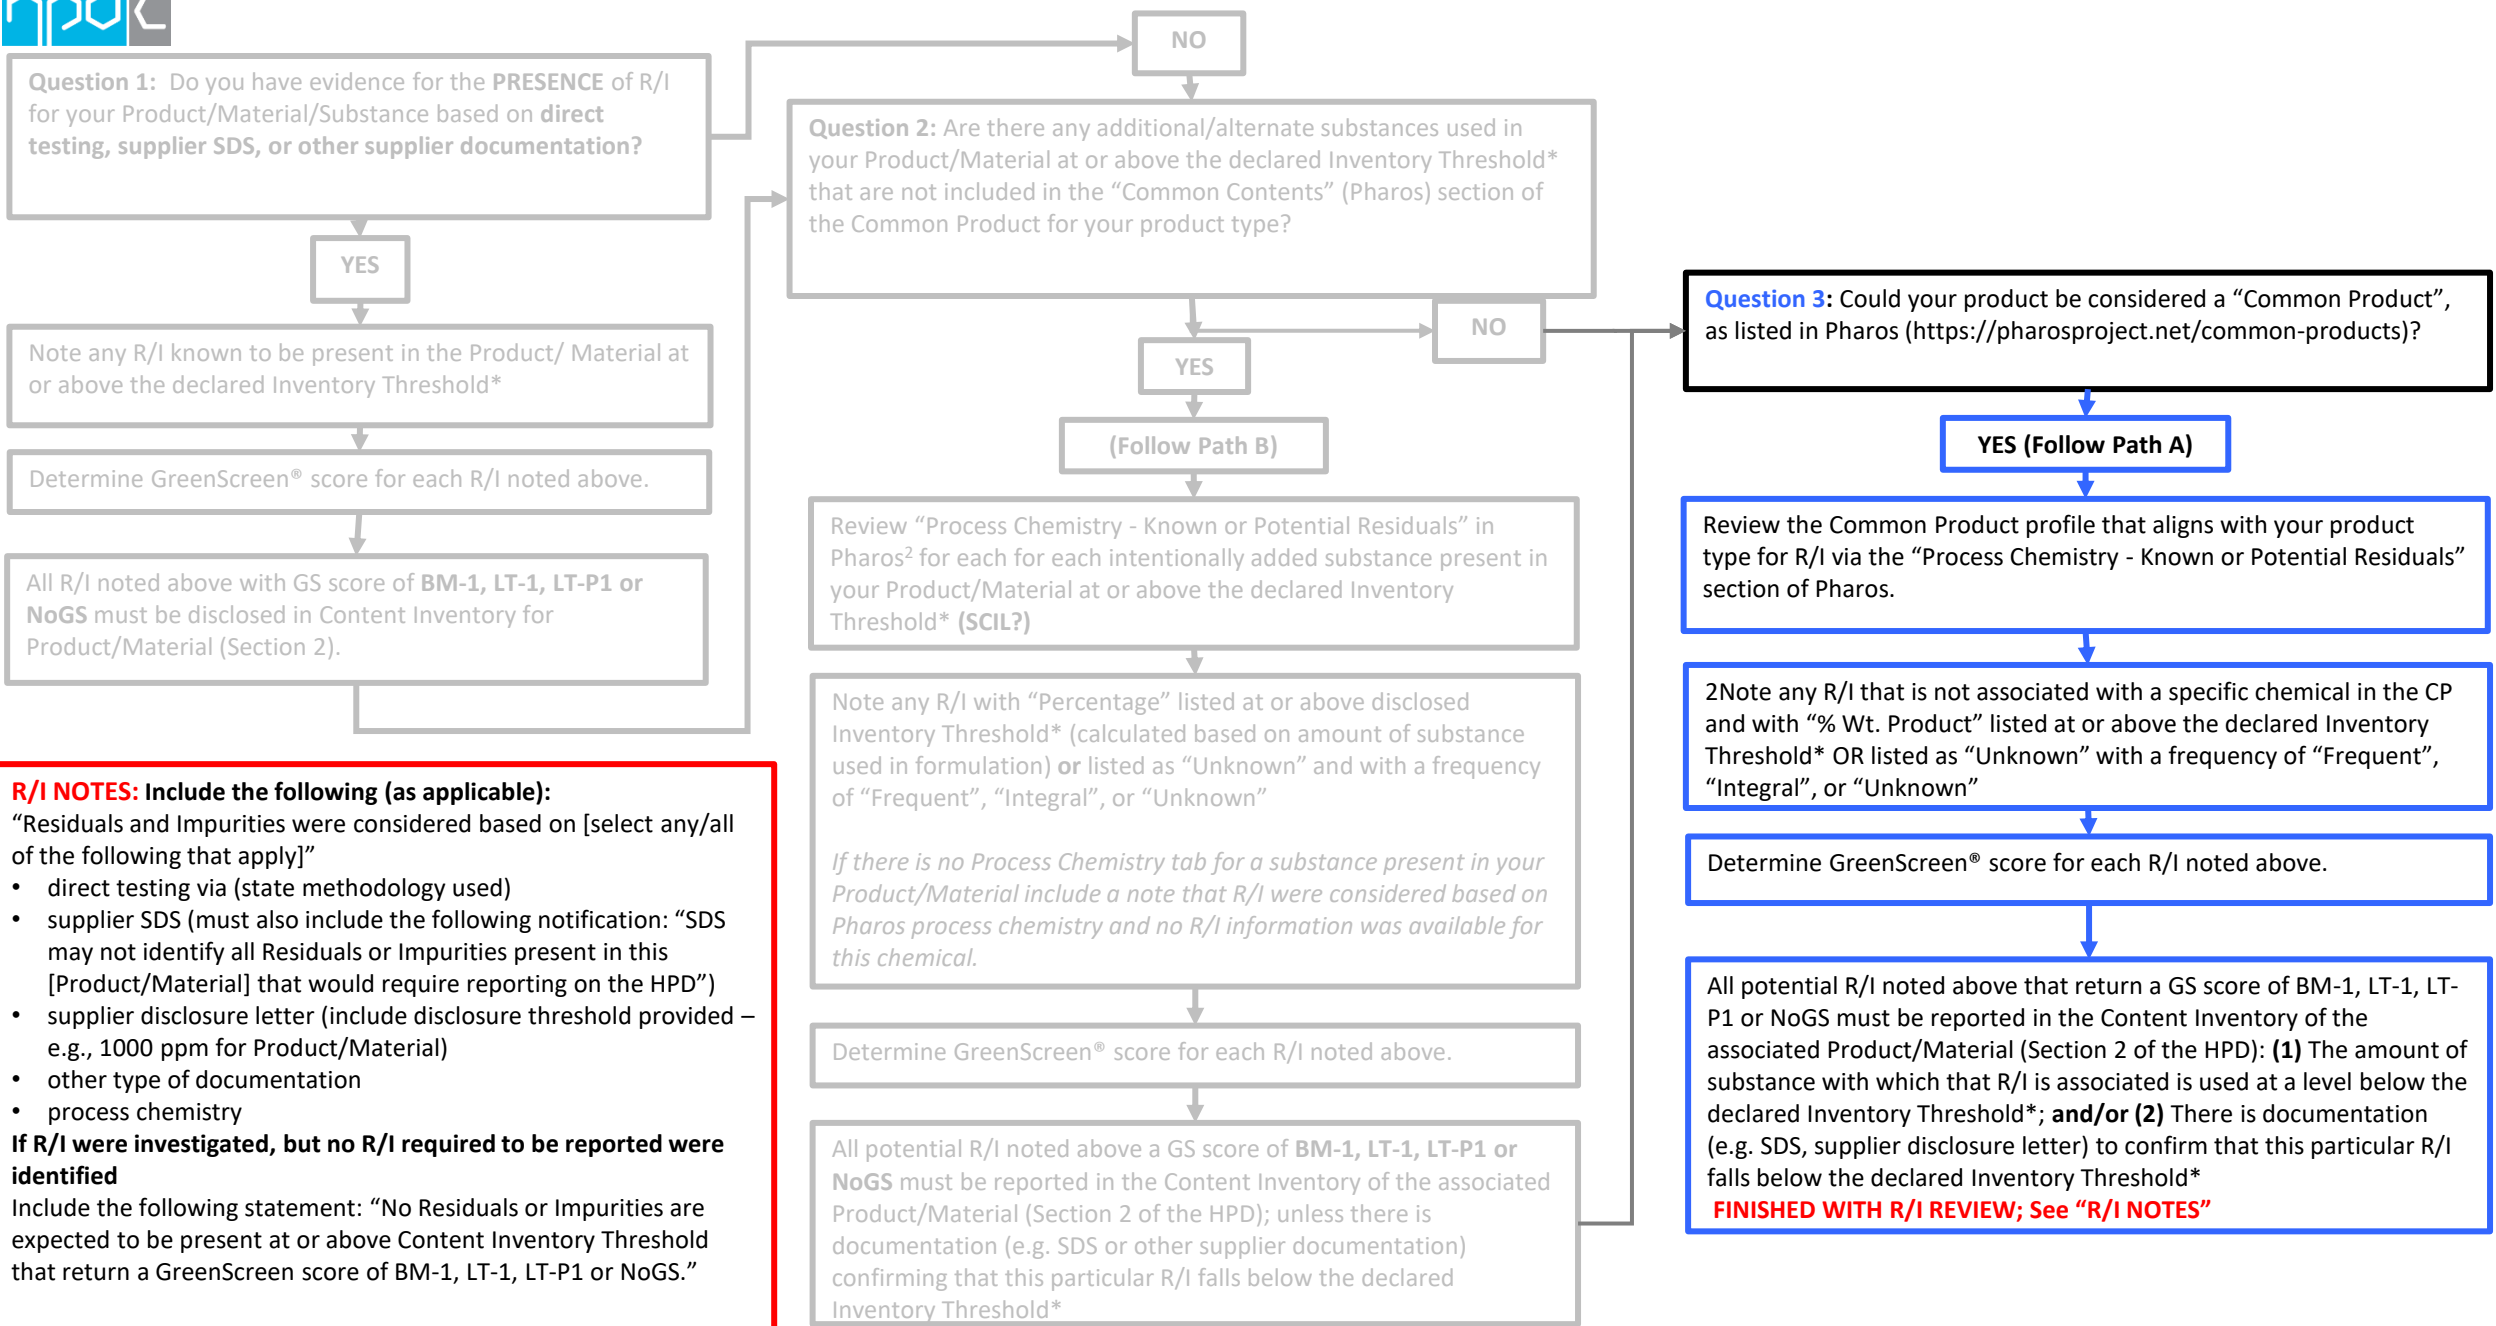 hpdc
Question 1: Do you have evidence for the PRESENCE of R/I
for your Product/Material/Substance based on direct
testing, supplier SDS, or other supplier documentation?
YES
Note any R/I known to be present in the Product/ Material at
or above the declared Inventory Threshold*
Determine GreenScreen® score for each R/I noted above.
All R/I noted above with GS score of BM-1, LT-1, LT-P1 or
NoGS must be disclosed in Content Inventory for
Product/Material (Section 2).
R/I NOTES: Include the following (as applicable):
“Residuals and Impurities were considered based on [select any/all
of the following that apply]”
• direct testing via (state methodology used)
• supplier SDS (must also include the following notification: “SDS
may not identify all Residuals or Impurities present in this
[Product/Material] that would require reporting on the HPD”)
• supplier disclosure letter (include disclosure threshold provided –
e.g., 1000 ppm for Product/Material)
• other type of documentation
• process chemistry
If R/I were investigated, but no R/I required to be reported were
identified
Include the following statement: “No Residuals or Impurities are
expected to be present at or above Content Inventory Threshold
that return a GreenScreen score of BM-1, LT-1, LT-P1 or NoGS.”
NO
Question 2: Are there any additional/alternate substances used in
your Product/Material at or above the declared Inventory Threshold*
that are not included in the “Common Contents” (Pharos) section of
the Common Product for your product type?
NO
YES
(Follow Path B)
Review “Process Chemistry - Known or Potential Residuals” in
Pharos2 for each for each intentionally added substance present in
your Product/Material at or above the declared Inventory
Threshold* (SCIL?)
Note any R/I with “Percentage” listed at or above disclosed
Inventory Threshold* (calculated based on amount of substance
used in formulation) or listed as “Unknown” and with a frequency
of “Frequent”, “Integral”, or “Unknown”
If there is no Process Chemistry tab for a substance present in your
Product/Material include a note that R/I were considered based on
Pharos process chemistry and no R/I information was available for
this chemical.
Determine GreenScreen® score for each R/I noted above.
All potential R/I noted above a GS score of BM-1, LT-1, LT-P1 or
NoGS must be reported in the Content Inventory of the associated
Product/Material (Section 2 of the HPD); unless there is
documentation (e.g. SDS or other supplier documentation)
confirming that this particular R/I falls below the declared
Inventory Threshold*
Question 3: Could your product be considered a “Common Product”,
as listed in Pharos (https://pharosproject.net/common-products)?
YES (Follow Path A)
Review the Common Product profile that aligns with your product
type for R/I via the “Process Chemistry - Known or Potential Residuals”
section of Pharos.
2Note any R/I that is not associated with a specific chemical in the CP
and with “% Wt. Product” listed at or above the declared Inventory
Threshold* OR listed as “Unknown” with a frequency of “Frequent”,
“Integral”, or “Unknown”
Determine GreenScreen® score for each R/I noted above.
All potential R/I noted above that return a GS score of BM-1, LT-1, LT-
P1 or NoGS must be reported in the Content Inventory of the
associated Product/Material (Section 2 of the HPD): (1) The amount of
substance with which that R/I is associated is used at a level below the
declared Inventory Threshold*; and/or (2) There is documentation
(e.g. SDS, supplier disclosure letter) to confirm that this particular R/I
falls below the declared Inventory Threshold*
FINISHED WITH R/I REVIEW; See “R/I NOTES”